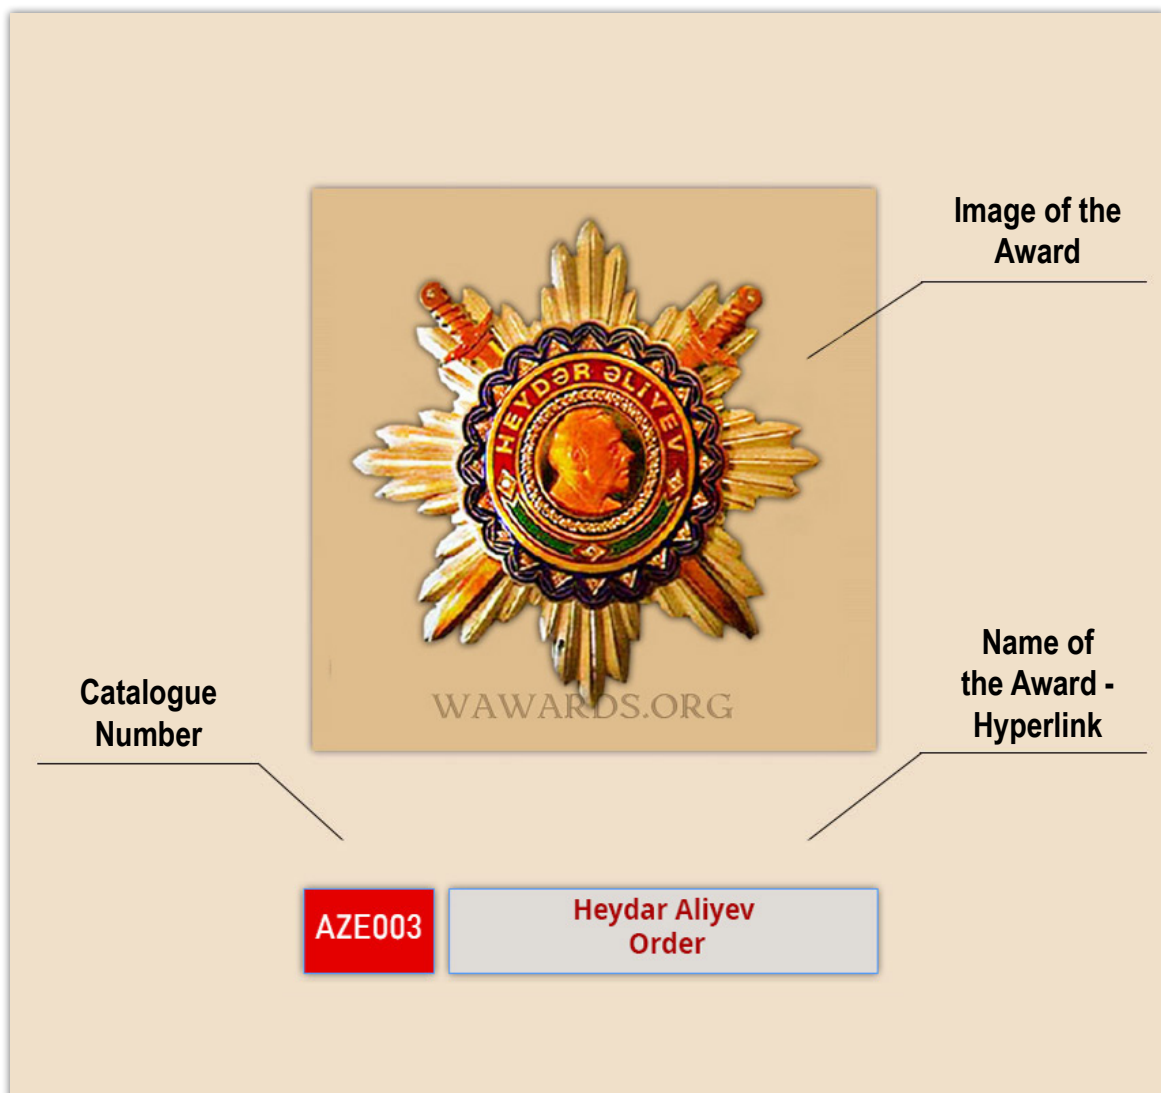 Image of the
Award
HEYDƏR ƏLİYEV
WAWARDS.ORG
Name of
the Award -
Hyperlink
Catalogue
Number
AZE003
Heydar Aliyev
Order